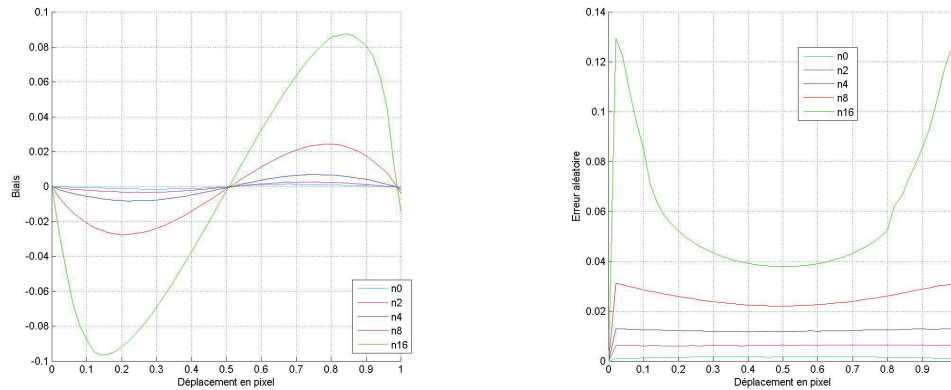 0.1
0.08
0.06
0.04
0.02
0
-0.02
-0.04
-0.06
-0.08
-0.1
Biais
0 0.1 0.2 0.3 0.4 0.5 0.6 0.7 0.8 0.9 1
Déplacement en pixel
n0
n2
n4
n8
n16
0.14
0.12
0.1
0.08
0.06
0.04
0.02
0
Erreur aléatoire
0 0.1 0.2 0.3 0.4 0.5 0.6 0.7 0.8 0.9
Déplacement en pixel
n0
n2
n4
n8
n16